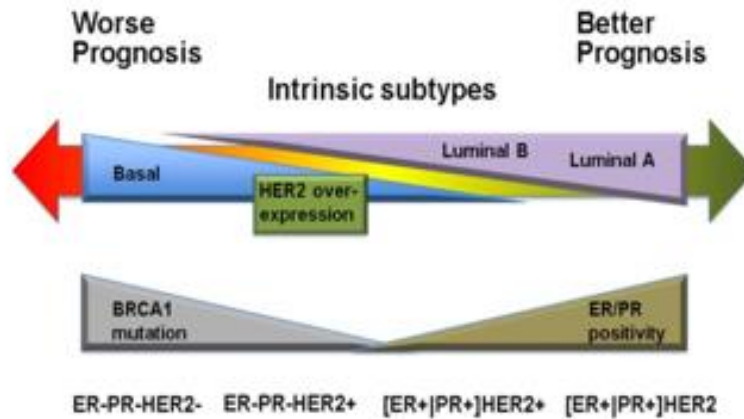 Worse
Prognosis
Better
Prognosis
Intrinsic subtypes
Luminal B
Luminal A
Basal
HER2 over-
expression
BRCA1
mutation
ER/PR
positivity
ER-PR-HER2-
ER-PR-HER2+
[ER+|PR+]HER2+
[ER+|PR+]HER2